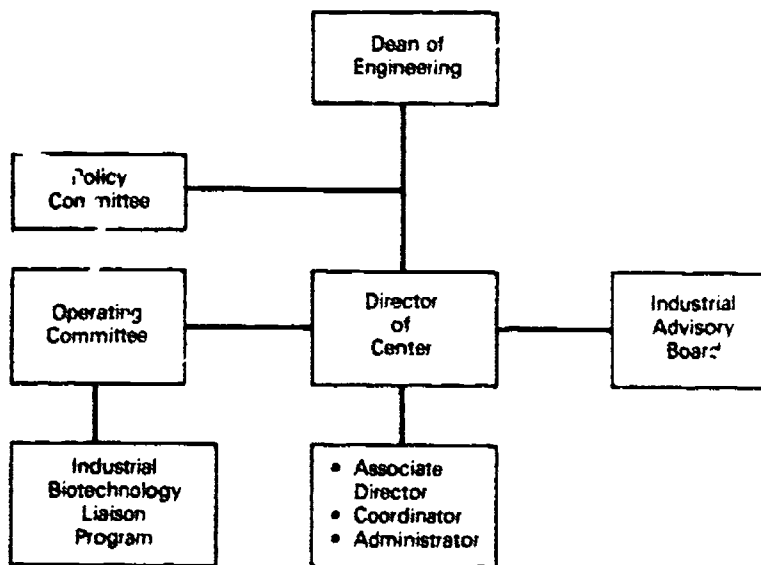 Dean of
Engineering
Policy
Committee
Operating
Committee
Director
of
Center
Industrial
Advisory
Board
Industrial
Biotechnology
Liaison
Program
• Associate
Director
• Coordinator
• Administrator